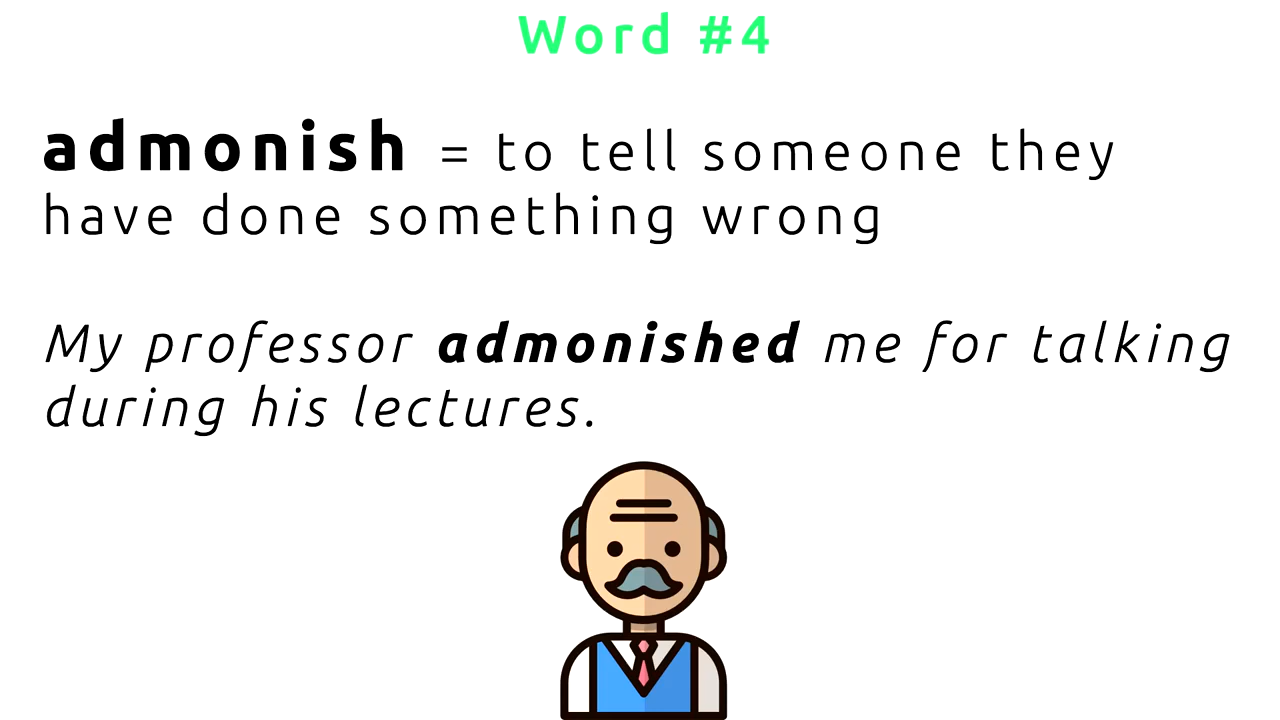 Word #4
admonish = to tell someone they
have done something wrong
My professor admonished me for talking
during his lectures.